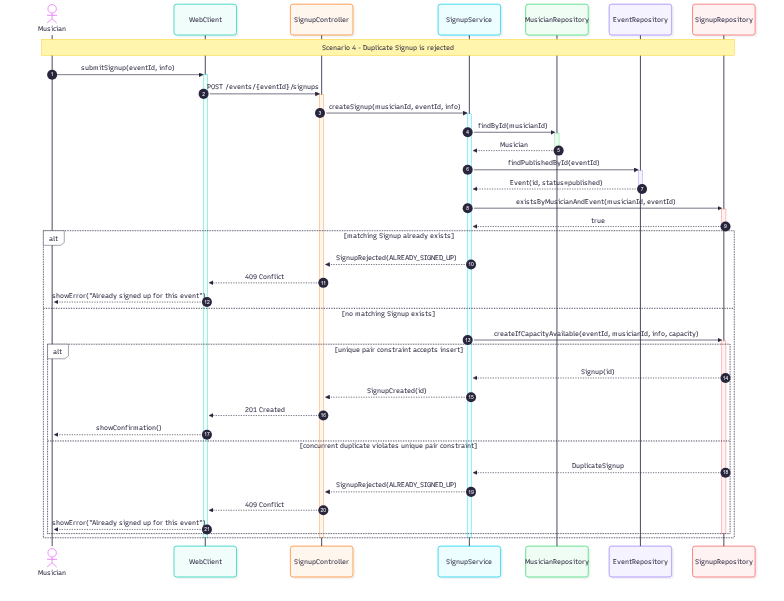 Musician
WebClient
SignupController
SignupService
MusicianRepository
EventRepository
SignupRepository
Scenario 4 - Duplicate Signup is rejected
1 submitSignup(eventId, info)
2 POST /events/{eventId}/signups
3 createSignup(musicianId, eventId, info)
4 findById(musicianId)
5 Musician
6 findPublishedById(eventId)
7 Event(id, status=published)
8 existsByMusicianAndEvent(musicianId, eventId)
9 true
alt [matching Signup already exists]
10 SignupRejected(ALREADY_SIGNED_UP)
11 409 Conflict
12 showError("Already signed up for this event")
[no matching Signup exists]
13 createIfCapacityAvailable(eventId, musicianId, info, capacity)
alt [unique pair constraint accepts insert]
14 Signup(id)
15 SignupCreated(id)
16 201 Created
17 showConfirmation()
[concurrent duplicate violates unique pair constraint]
18 DuplicateSignup
19 SignupRejected(ALREADY_SIGNED_UP)
20 409 Conflict
21 showError("Already signed up for this event")
Musician
WebClient
SignupController
SignupService
MusicianRepository
EventRepository
SignupRepository